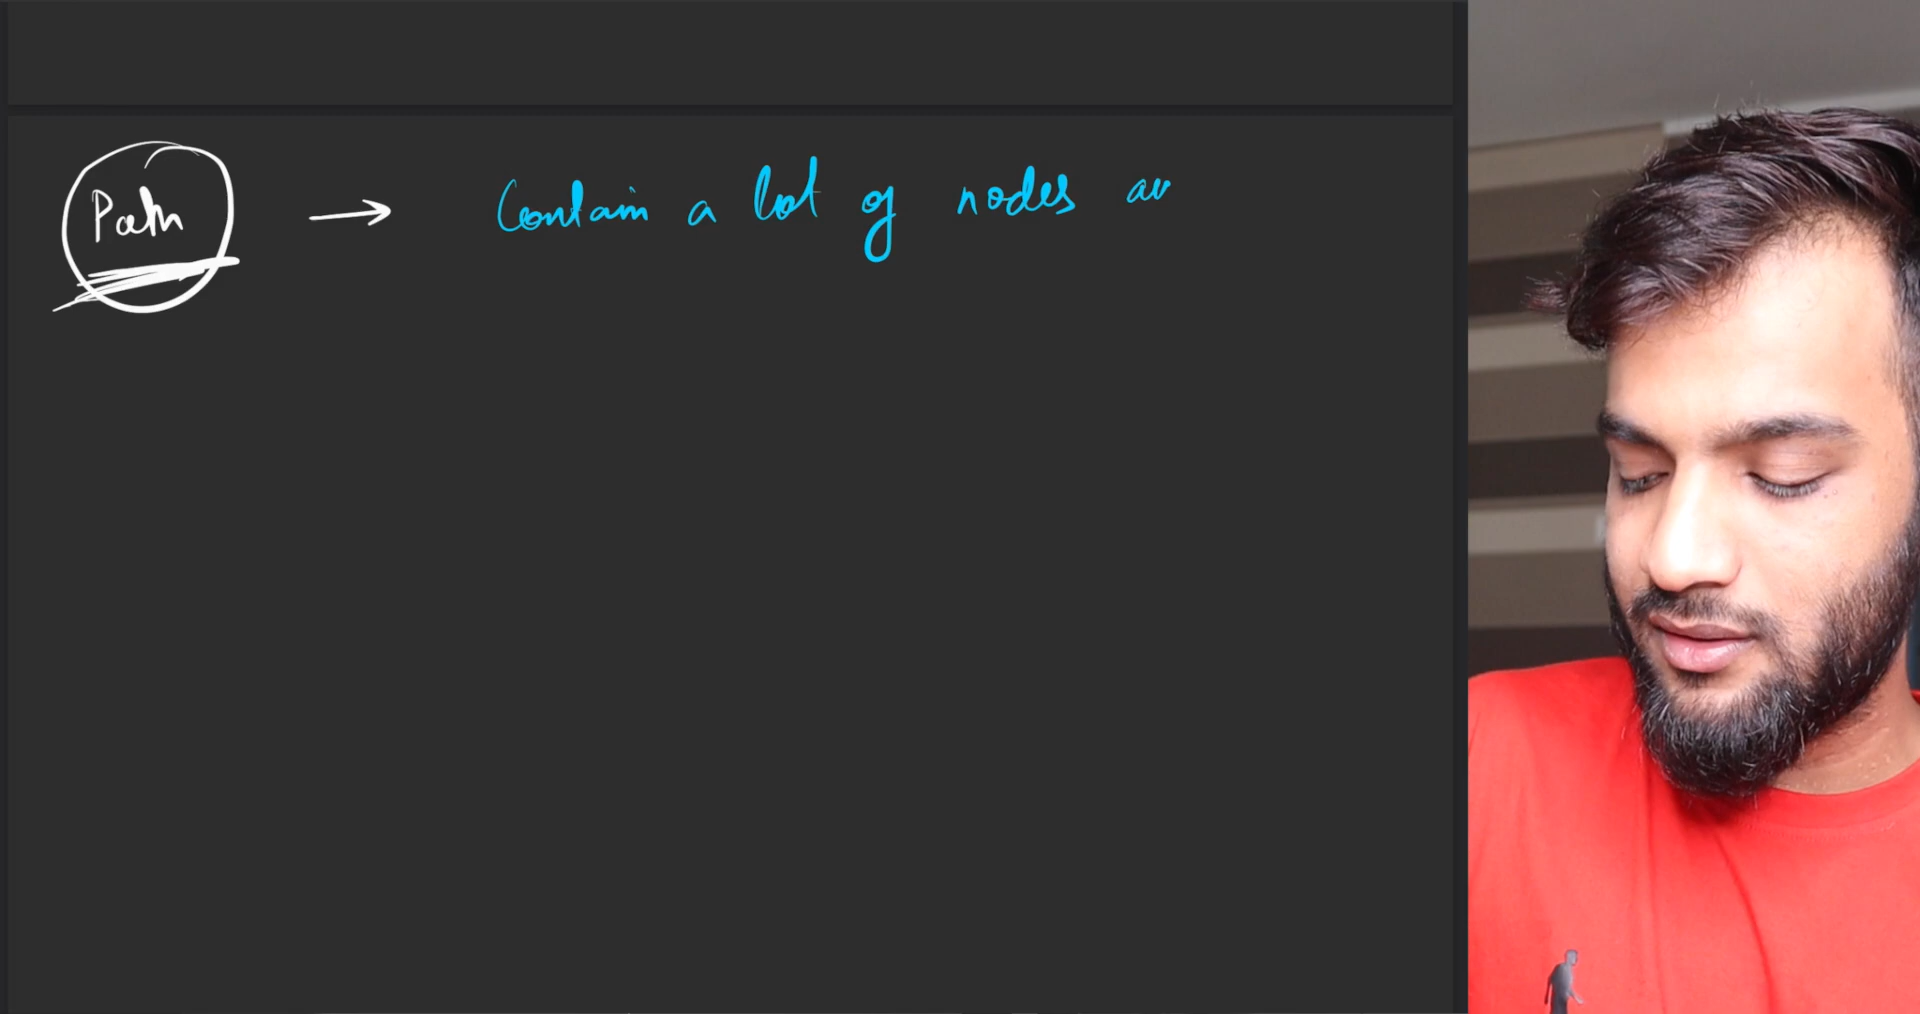 Path → Contain a lot of nodes